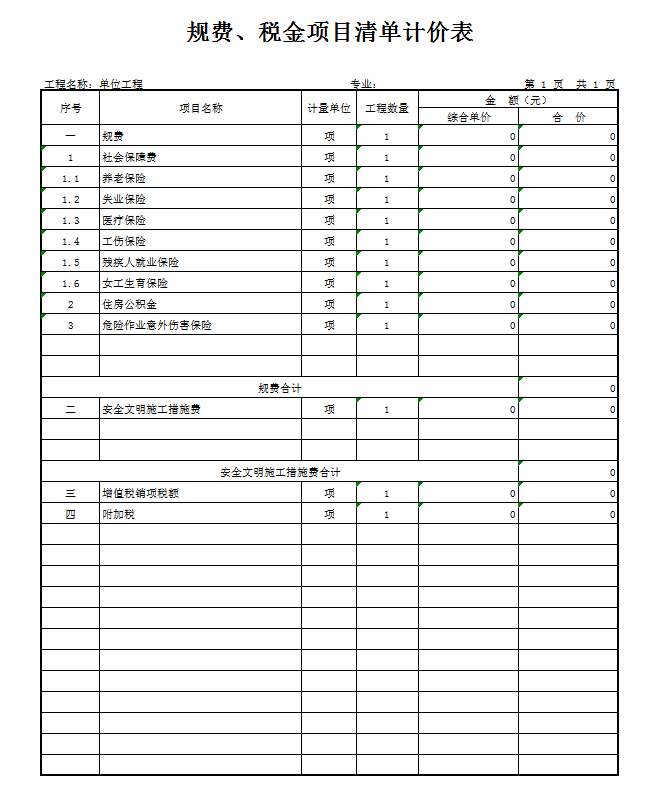 规费、税金项目清单计价表
工程名称：单位工程 专业： 第 1 页 共 1 页
序号 项目名称 计量单位 工程数量 金 额（元）
综合单价 合 价
一 规费 项 1 0 0
1 社会保障费 项 1 0 0
1.1 养老保险 项 1 0 0
1.2 失业保险 项 1 0 0
1.3 医疗保险 项 1 0 0
1.4 工伤保险 项 1 0 0
1.5 残疾人就业保险 项 1 0 0
1.6 女工生育保险 项 1 0 0
2 住房公积金 项 1 0 0
3 危险作业意外伤害保险 项 1 0 0
规费合计 0
二 安全文明施工措施费 项 1 0 0
安全文明施工措施费合计 0
三 增值税销项税额 项 1 0 0
四 附加税 项 1 0 0